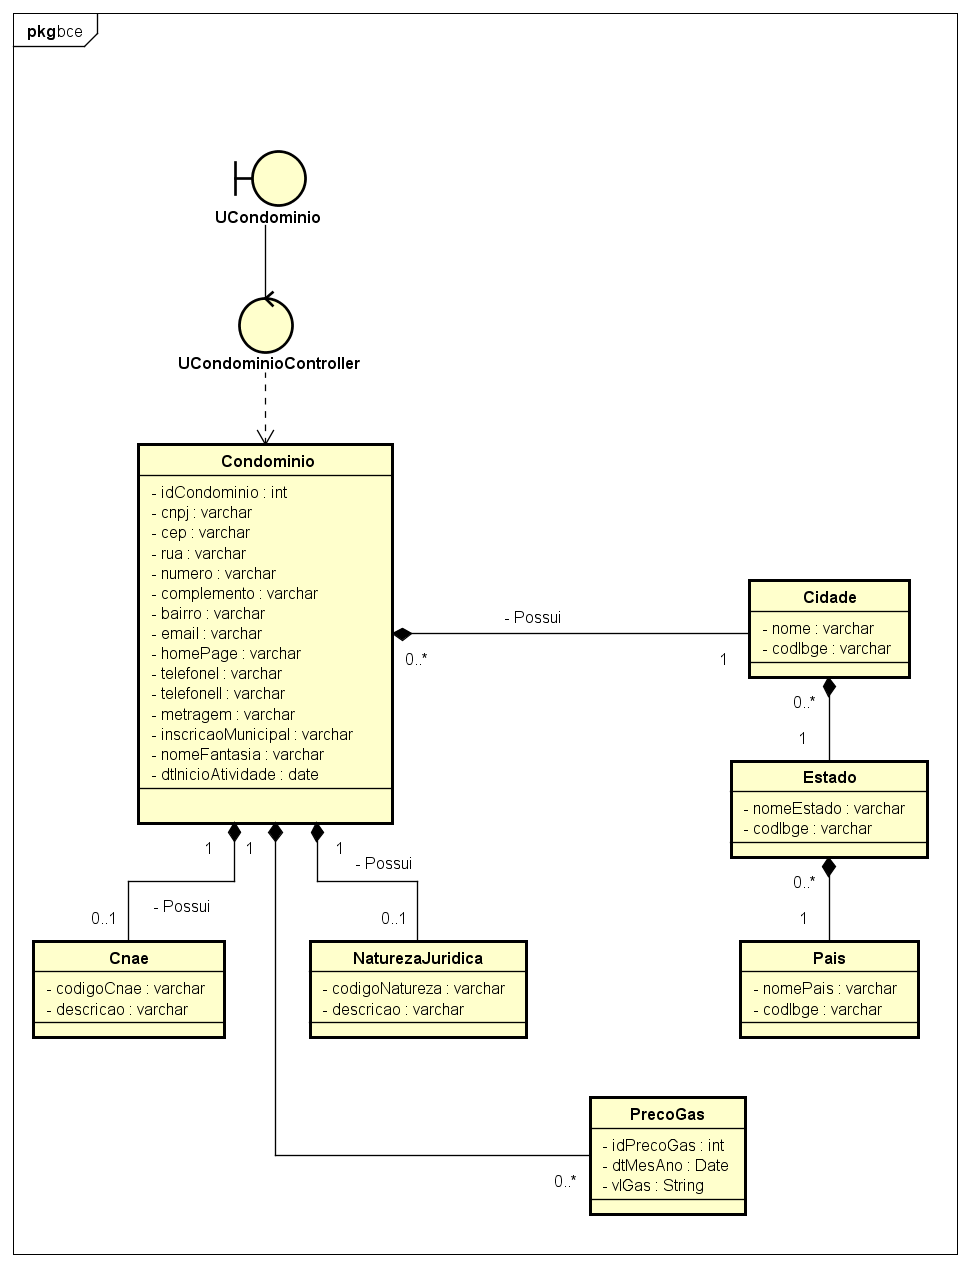 pkg bce
UCondominio
UCondominioController
Condominio
- idCondominio : int
- cnpj : varchar
- cep : varchar
- rua : varchar
- numero : varchar
- complemento : varchar
- bairro : varchar
- email : varchar
- homePage : varchar
- telefoneI : varchar
- telefoneII : varchar
- metragem : varchar
- inscricaoMunicipal : varchar
- nomeFantasia : varchar
- dtInicioAtividade : date
- Possui
0..*
1
Cidade
- nome : varchar
- codIbge : varchar
0..*
1
Estado
- nomeEstado : varchar
- codIbge : varchar
0..*
1
Pais
- nomePais : varchar
- codIbge : varchar
1
1
1
- Possui
- Possui
0..1
0..1
Cnae
- codigoCnae : varchar
- descricao : varchar
NaturezaJuridica
- codigoNatureza : varchar
- descricao : varchar
PrecoGas
- idPrecoGas : int
- dtMesAno : Date
- vlGas : String
0..*